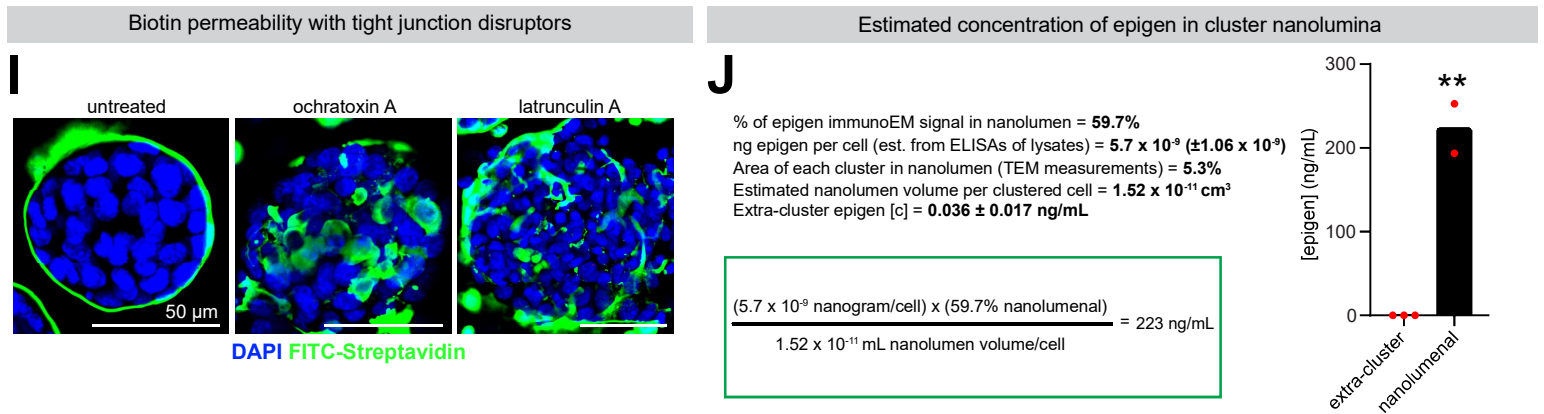 Biotin permeability with tight junction disruptors
I
untreated
ochratoxin A
latrunculin A
50 µm
DAPI FITC-Streptavidin
Estimated concentration of epigen in cluster nanolumina
J
% of epigen immunoEM signal in nanolumen = 59.7%
ng epigen per cell (est. from ELISAs of lysates) = 5.7 x 10⁻⁹ (±1.06 x 10⁻⁹)
Area of each cluster in nanolumen (TEM measurements) = 5.3%
Estimated nanolumen volume per clustered cell = 1.52 x 10⁻¹¹ cm³
Extra-cluster epigen [c] = 0.036 ± 0.017 ng/mL
(5.7 x 10⁻⁹ nanogram/cell) x (59.7% nanolumenal)
1.52 x 10⁻¹¹ mL nanolumen volume/cell
= 223 ng/mL
[epigen] (ng/mL)
300
200
100
0
**
extra-cluster
nanolumenal